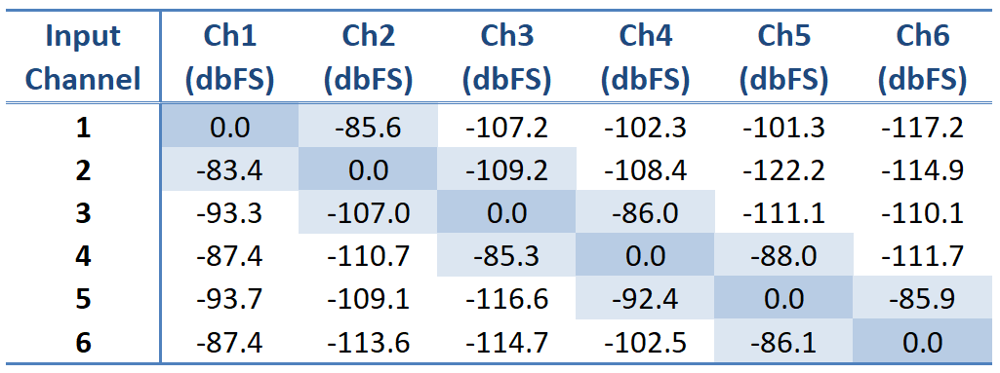 Input Channel Ch1 (dbFS) Ch2 (dbFS) Ch3 (dbFS) Ch4 (dbFS) Ch5 (dbFS) Ch6 (dbFS)
1 0.0 -85.6 -107.2 -102.3 -101.3 -117.2
2 -83.4 0.0 -109.2 -108.4 -122.2 -114.9
3 -93.3 -107.0 0.0 -86.0 -111.1 -110.1
4 -87.4 -110.7 -85.3 0.0 -88.0 -111.7
5 -93.7 -109.1 -116.6 -92.4 0.0 -85.9
6 -87.4 -113.6 -114.7 -102.5 -86.1 0.0